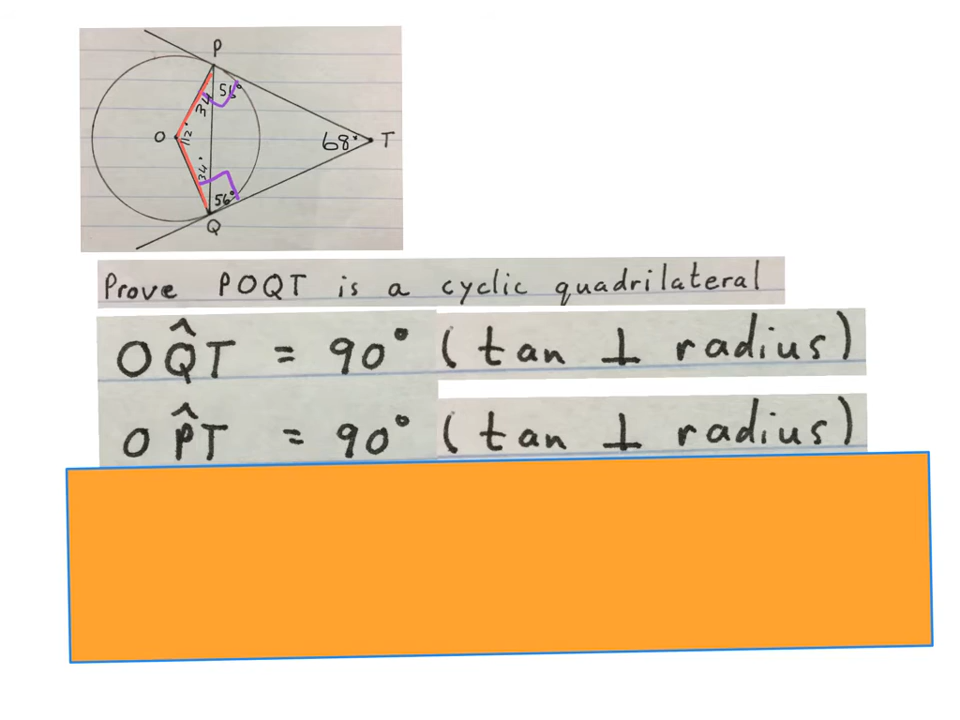 P
56°
34
O
112°
68°
T
34°
56°
Q
Prove POQT is a cyclic quadrilateral
OQ̂T = 90° (tan ⊥ radius)
OP̂T = 90° (tan ⊥ radius)